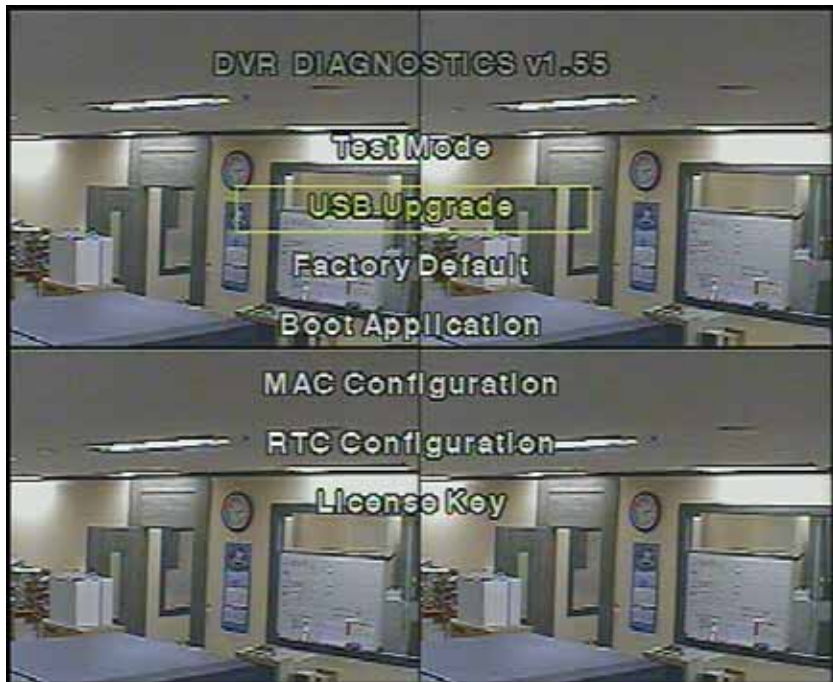 DVR DIAGNOSTICS v1.55
Test Mode
USB Upgrade
Factory Default
Boot Application
MAC Configuration
RTC Configuration
License Key